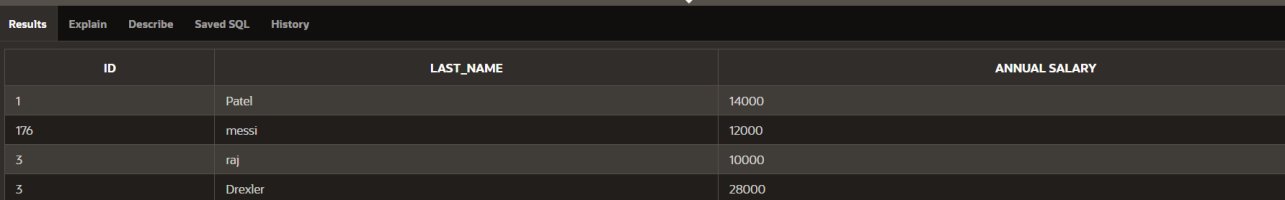 Results Explain Describe Saved SQL History
ID LAST_NAME ANNUAL SALARY
1 Patel 14000
176 messi 12000
3 raj 10000
3 Drexler 28000